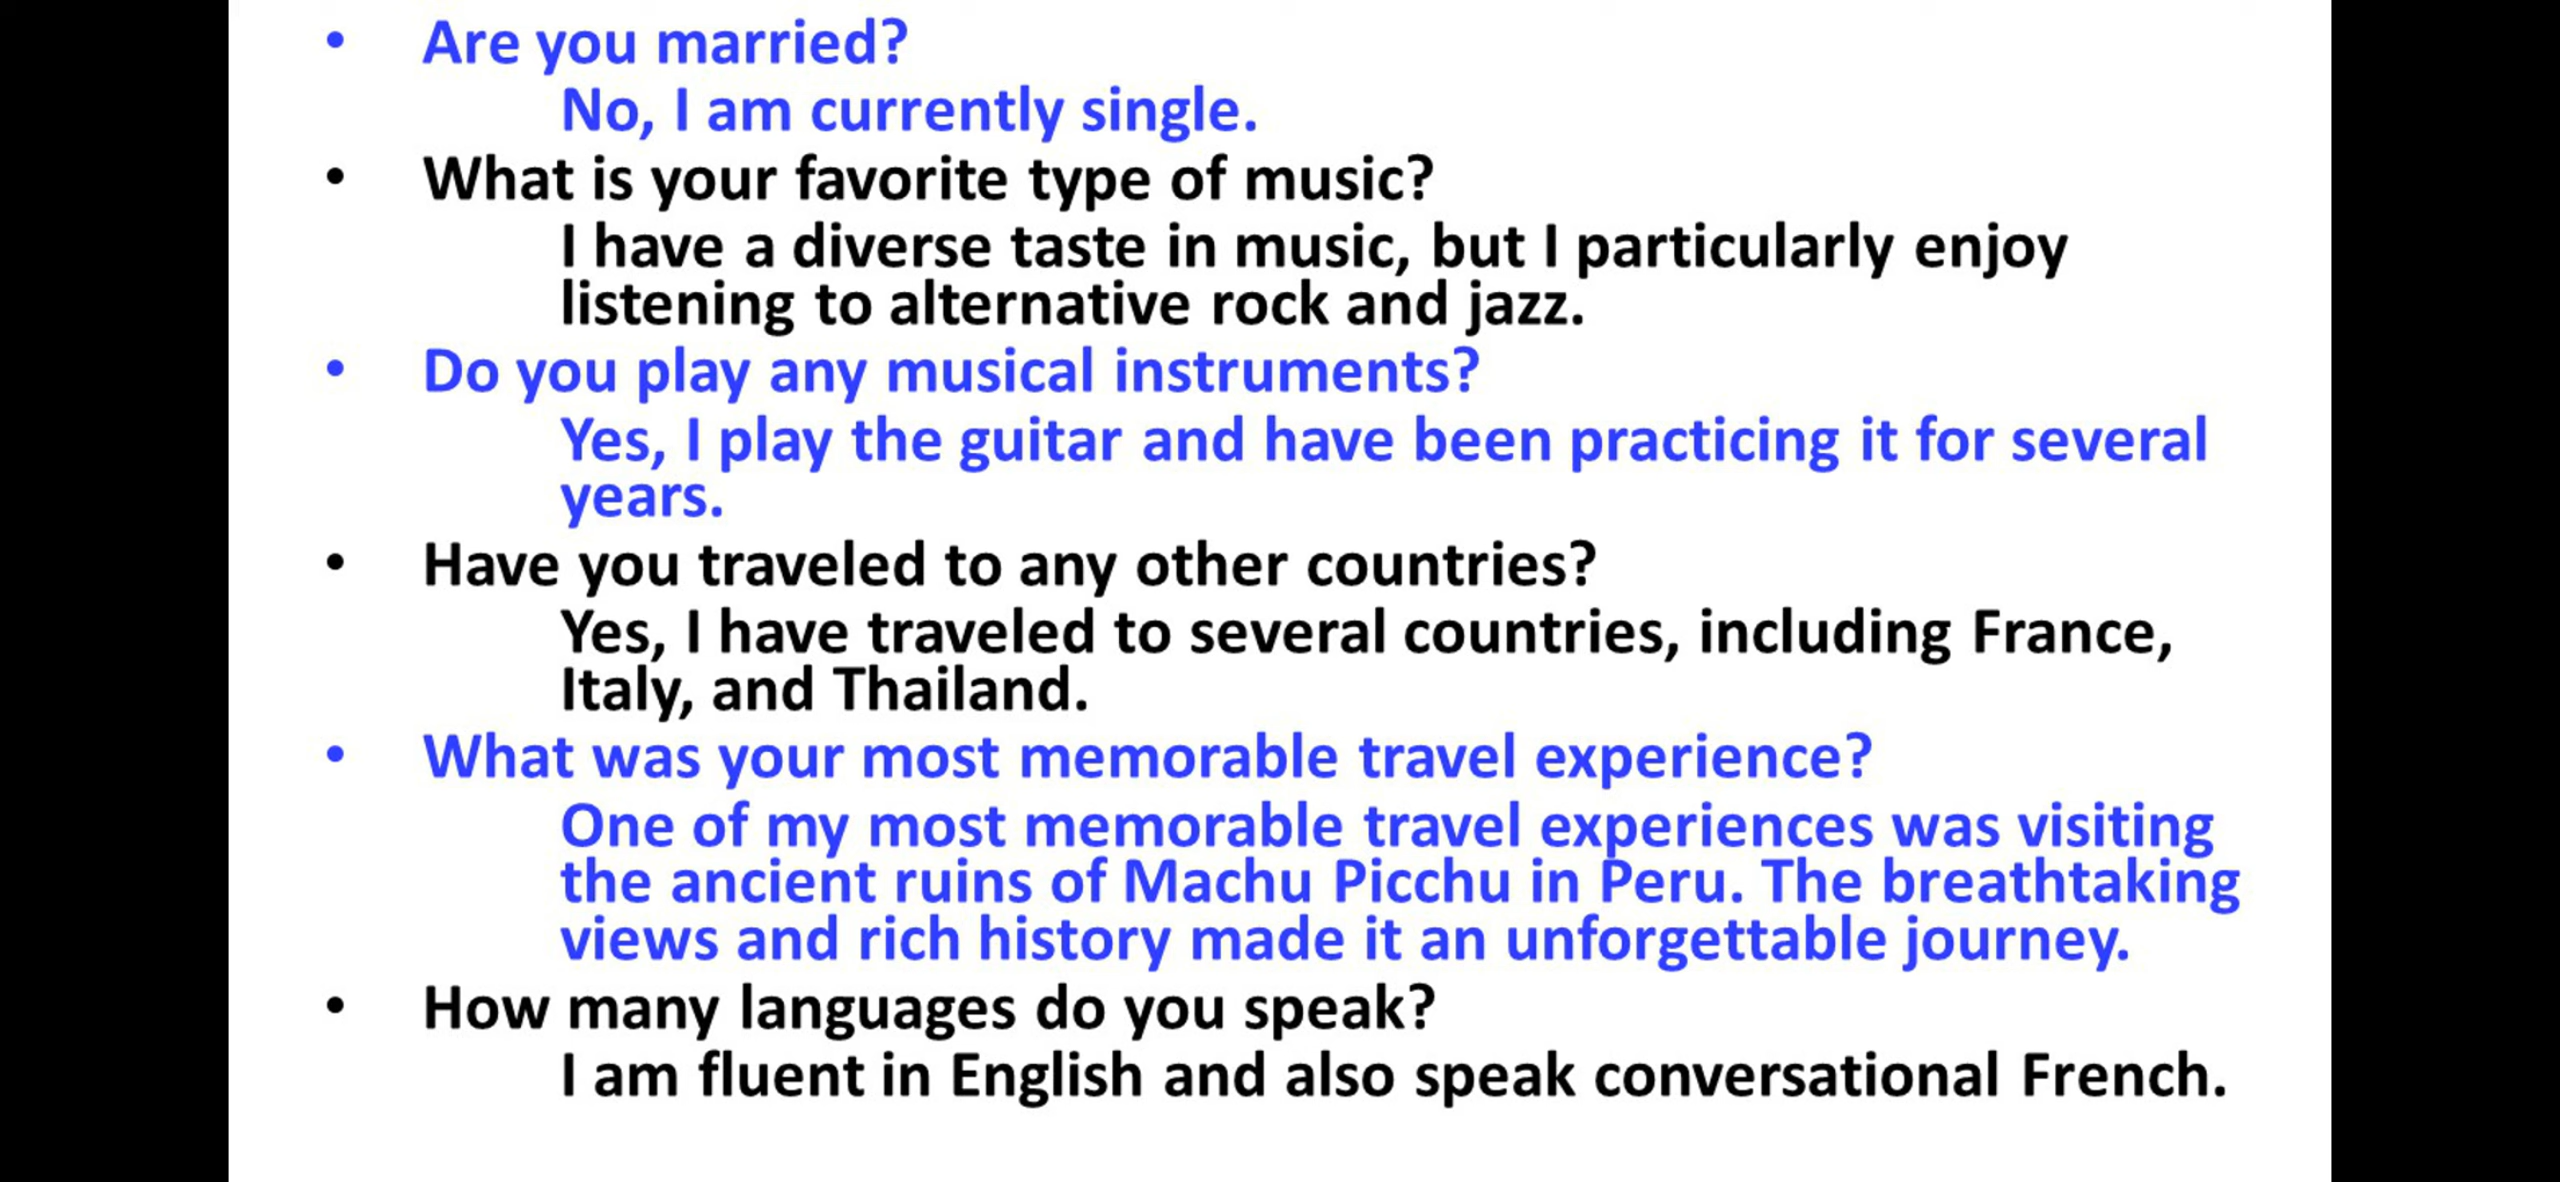 • Are you married?
No, I am currently single.
• What is your favorite type of music?
I have a diverse taste in music, but I particularly enjoy
listening to alternative rock and jazz.
• Do you play any musical instruments?
Yes, I play the guitar and have been practicing it for several
years.
• Have you traveled to any other countries?
Yes, I have traveled to several countries, including France,
Italy, and Thailand.
• What was your most memorable travel experience?
One of my most memorable travel experiences was visiting
the ancient ruins of Machu Picchu in Peru. The breathtaking
views and rich history made it an unforgettable journey.
• How many languages do you speak?
I am fluent in English and also speak conversational French.